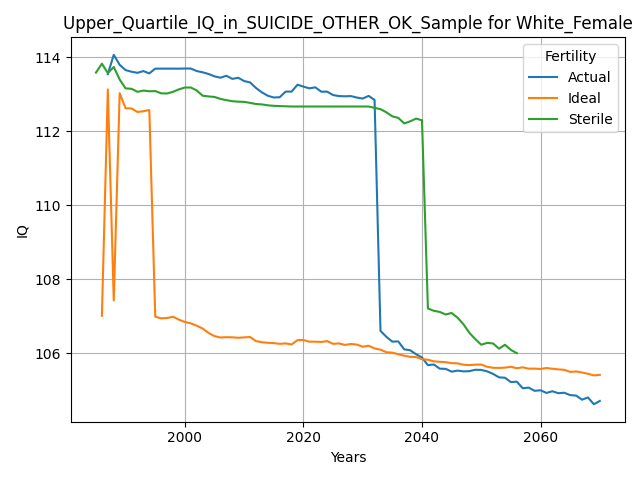 Upper_Quartile_IQ_in_SUICIDE_OTHER_OK_Sample for White_Female
Fertility
Actual
Ideal
Sterile
114
112
110
108
106
IQ
2000 2020 2040 2060
Years